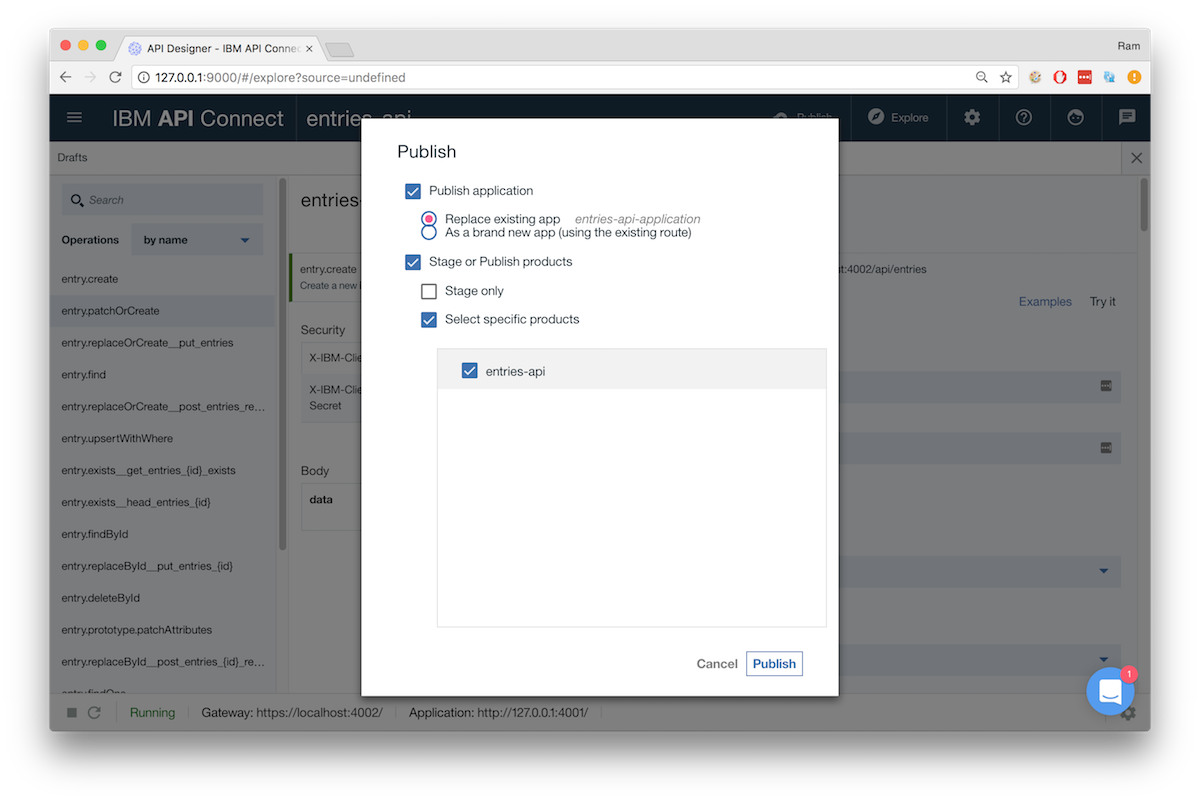 API Designer - IBM API Connec
Ram
127.0.0.1:9000/#/explore?source=undefined
IBM API Connect
entries-api
Publish
Explore
Drafts
Search
Operations
by name
entry.create
entry.patchOrCreate
entry.replaceOrCreate__put_entries
entry.find
entry.replaceOrCreate__post_entries_re...
entry.upsertWithWhere
entry.exists__get_entries_{id}_exists
entry.exists__head_entries_{id}
entry.findById
entry.replaceById__put_entries_{id}
entry.deleteById
entry.prototype.patchAttributes
entry.replaceById__post_entries_{id}_re...
entry.findOne
entries-
entry.create
Create a new
Security
X-IBM-Clie
X-IBM-Clie
Secret
Body
data
Publish
Publish application
Replace existing app entries-api-application
As a brand new app (using the existing route)
Stage or Publish products
Stage only
Select specific products
entries-api
Cancel
Publish
t:4002/api/entries
Examples
Try it
1
Running
Gateway: https://localhost:4002/
Application: http://127.0.0.1:4001/